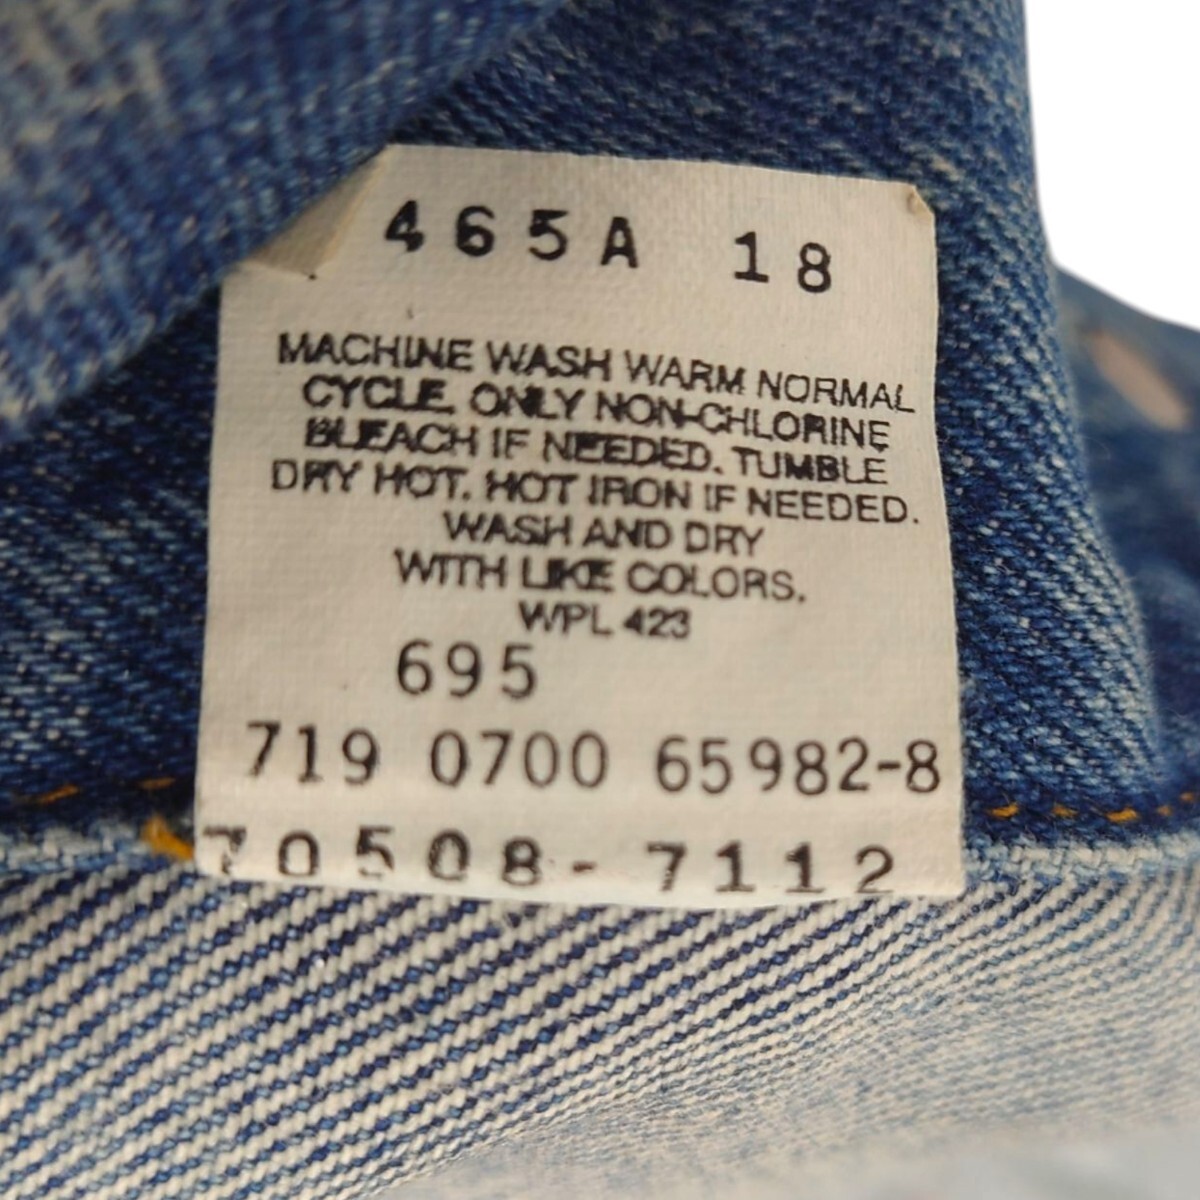 465A 18
MACHINE WASH WARM NORMAL
CYCLE. ONLY NON-CHLORINE
BLEACH IF NEEDED. TUMBLE
DRY HOT. HOT IRON IF NEEDED.
WASH AND DRY
WITH LIKE COLORS.
WPL 423
695
719 0700 65982-8
70508-7112